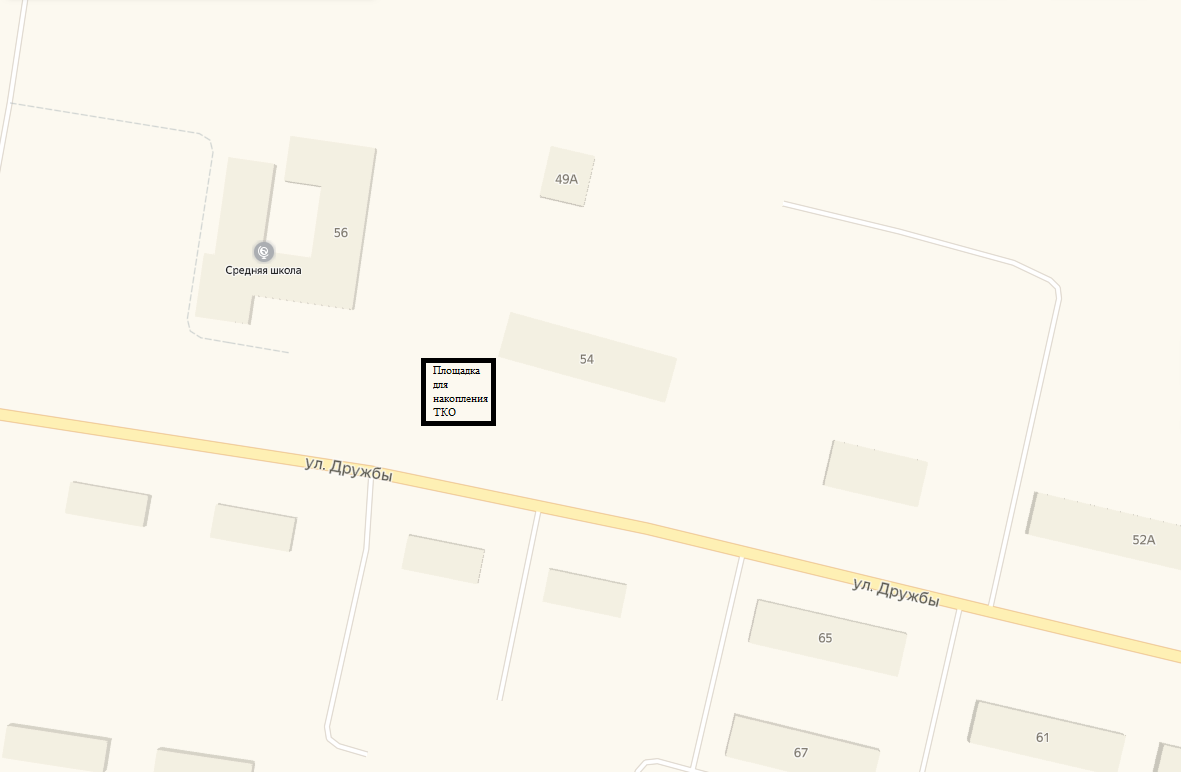 49А
56
Средняя школа
54
Площадка
для
накопления
ТКО
ул. Дружбы
52А
ул. Дружбы
65
61
67